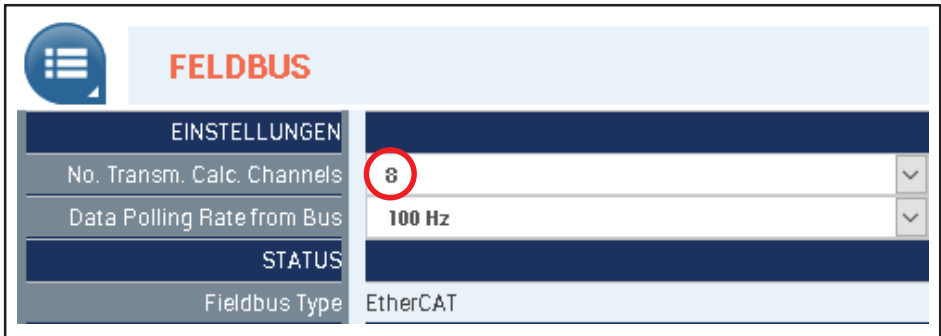 FELDBUS
EINSTELLUNGEN
No. Transm. Calc. Channels 8
Data Polling Rate from Bus 100 Hz
STATUS
Fieldbus Type EtherCAT